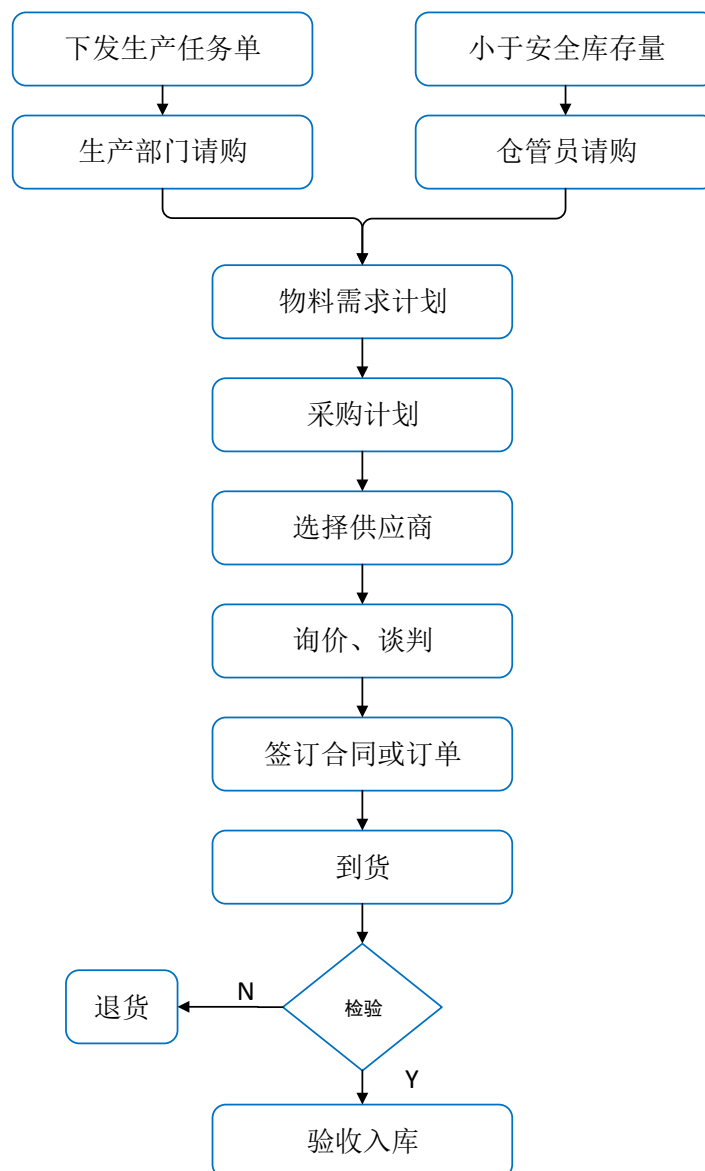 下发生产任务单
小于安全库存量
生产部门请购
仓管员请购
物料需求计划
采购计划
选择供应商
询价、谈判
签订合同或订单
到货
检验
N
退货
Y
验收入库